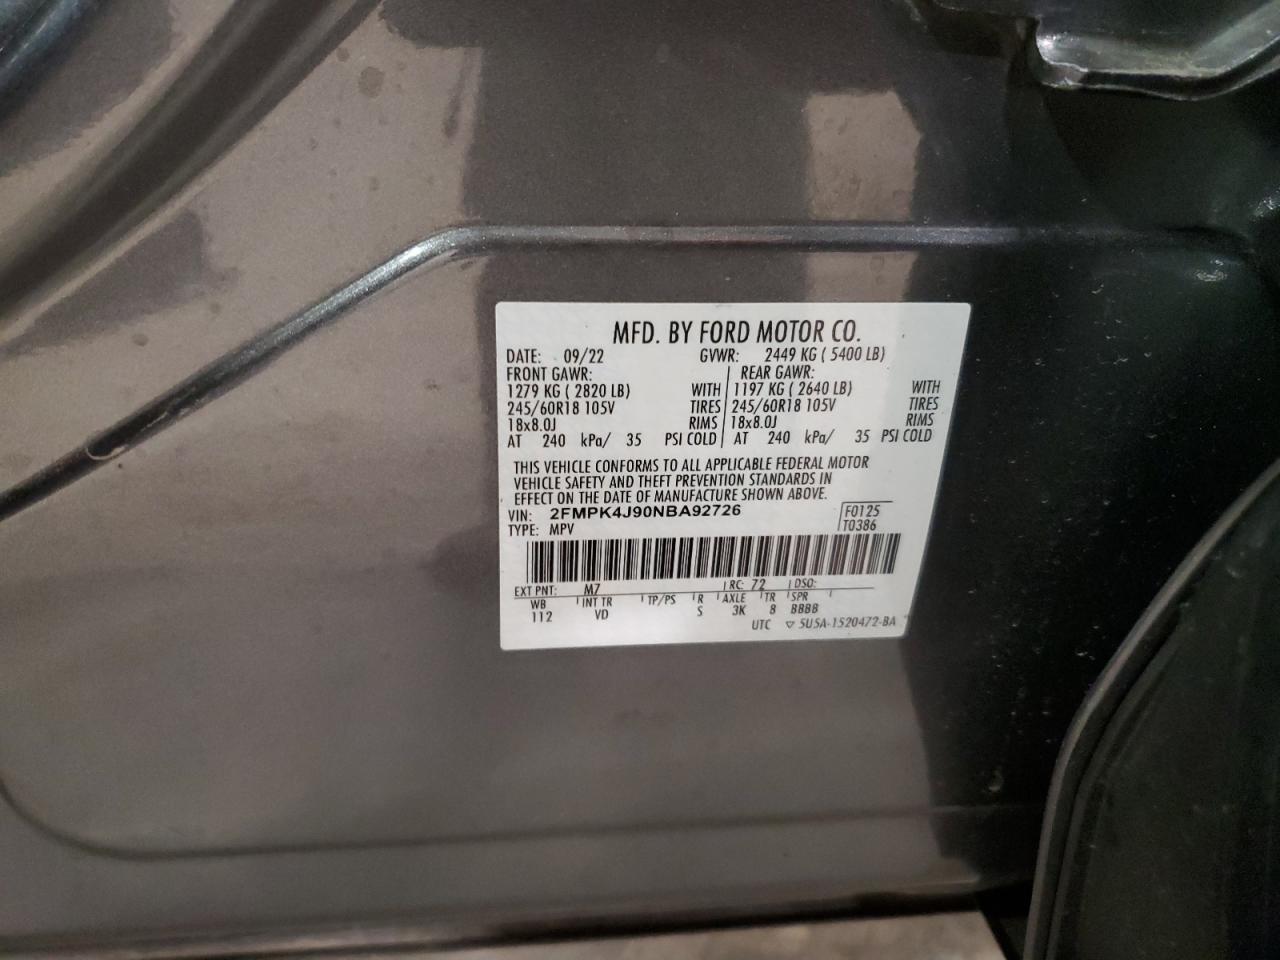 MFD. BY FORD MOTOR CO.
DATE: 09/22 GVWR: 2449 KG ( 5400 LB)
FRONT GAWR: REAR GAWR:
1279 KG ( 2820 LB) WITH 1197 KG ( 2640 LB) WITH
245/60R18 105V TIRES 245/60R18 105V TIRES
18x8.0J RIMS 18x8.0J RIMS
AT 240 kPa/ 35 PSI COLD AT 240 kPa/ 35 PSI COLD
THIS VEHICLE CONFORMS TO ALL APPLICABLE FEDERAL MOTOR
VEHICLE SAFETY AND THEFT PREVENTION STANDARDS IN
EFFECT ON THE DATE OF MANUFACTURE SHOWN ABOVE.
VIN: 2FMPK4J90NBA92726 F0125
TYPE: MPV T0386
EXT PNT: M7 RC: 72 DSO:
WB INT TR TP/PS R AXLE TR SPR
112 VD S 3K 8 BBBB
UTC ▽ 5U5A-1520472-BA